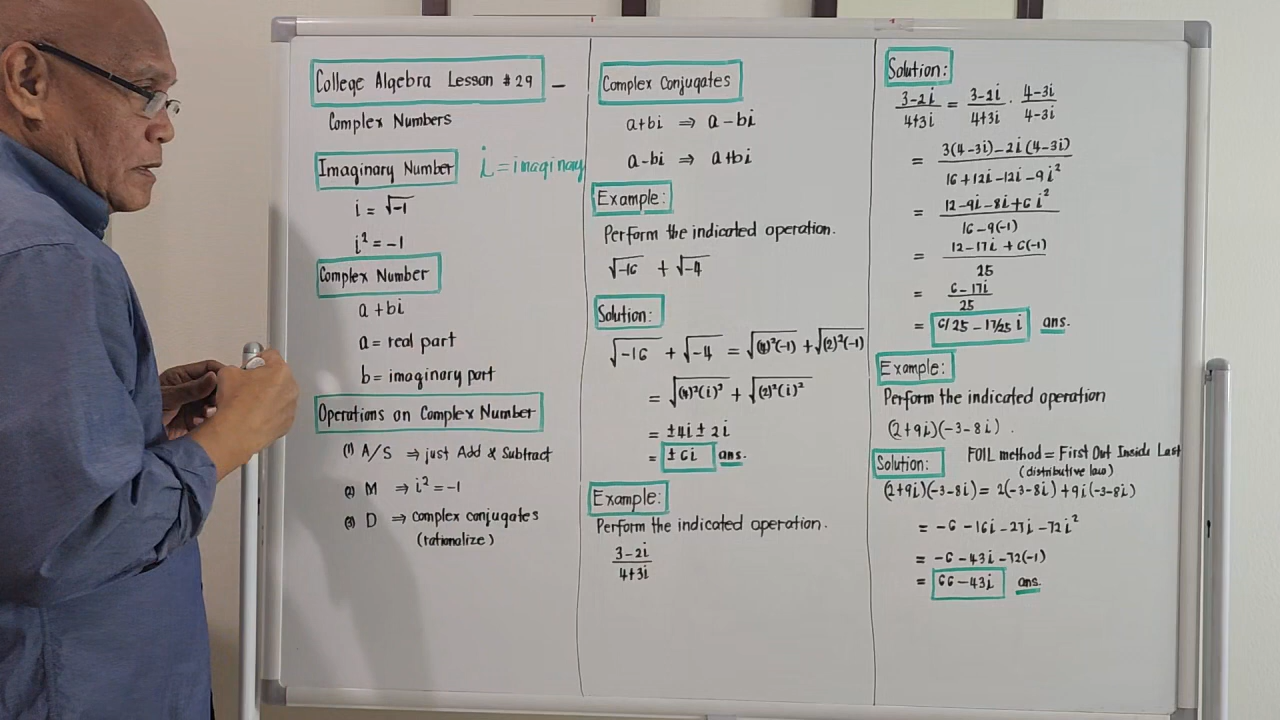 College Algebra Lesson #29 –
Complex Numbers
Imaginary Number i = imaginary
i = √-1
i² = -1
Complex Number
a + bi
a = real part
b = imaginary part
Operations on Complex Number
(1) A/S ⇒ just Add & Subtract
(2) M ⇒ i² = -1
(3) D ⇒ complex conjugates
(rationalize)
Complex Conjugates
a+bi ⇒ a-bi
a-bi ⇒ a+bi
Example:
Perform the indicated operation.
√-16 + √-4
Solution:
√-16 + √-4 = √(4)²(-1) + √(2)²(-1)
= √(4)²(i)² + √(2)²(i)²
= ±4i ± 2i
= ±6i ans.
Example:
Perform the indicated operation.
3-2i
4+3i
Solution:
3-2i/4+3i = 3-2i/4+3i · 4-3i/4-3i
= 3(4-3i)-2i(4-3i)
16+12i-12i-9i²
= 12-9i-8i+6i²
16-9(-1)
= 12-17i+6(-1)
25
= 6-17i
25
= 6/25 - 17/25 i ans.
Example:
Perform the indicated operation
(2+9i)(-3-8i).
Solution: FOIL method = First Out Inside Last
(distributive law)
(2+9i)(-3-8i) = 2(-3-8i)+9i(-3-8i)
= -6-16i-27i-72i²
= -6-43i-72(-1)
= 66-43i ans.